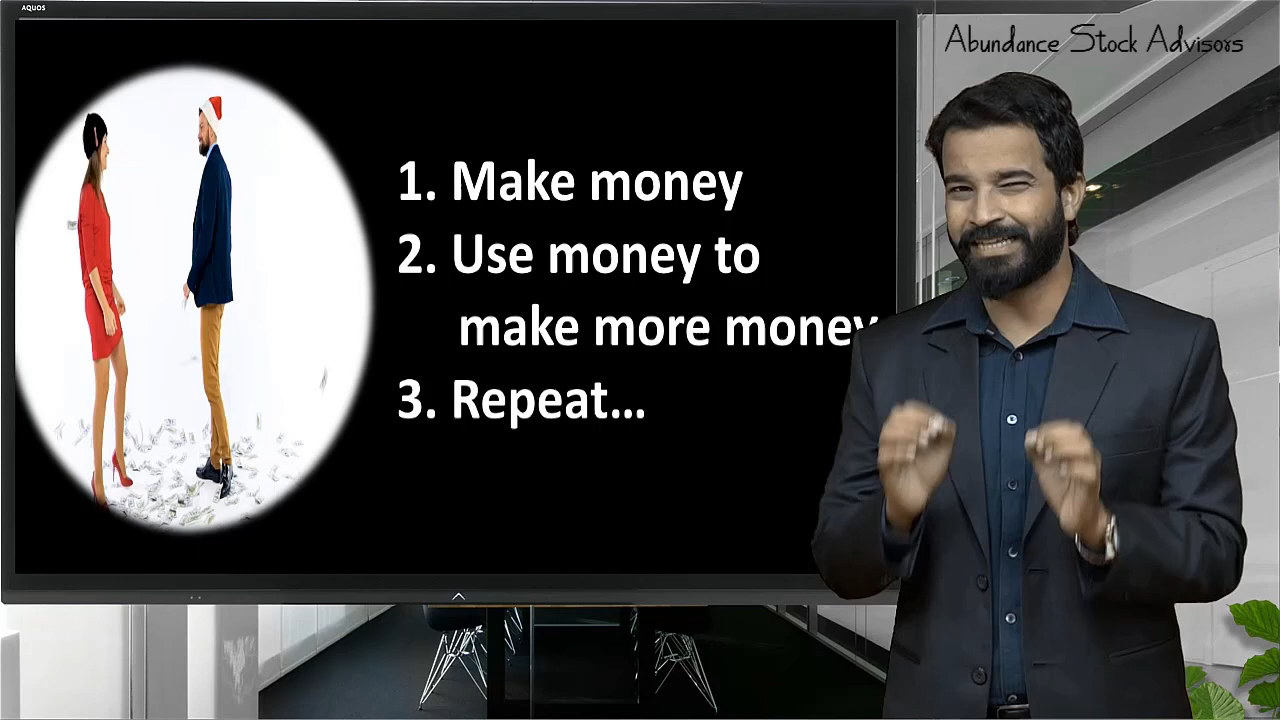 AQUOS
Abundance Stock Advisors
1. Make money
2. Use money to
make more money
3. Repeat...